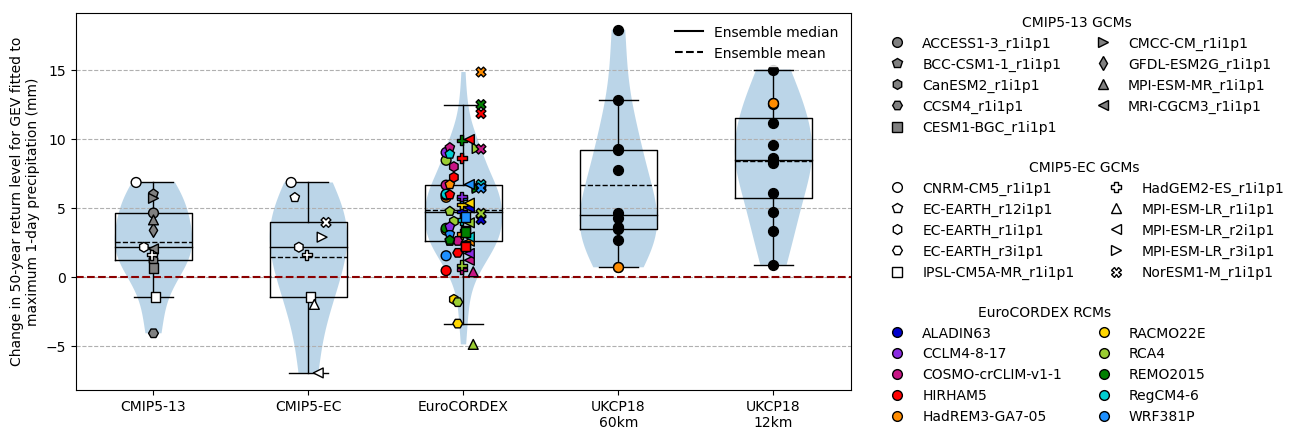 Change in 50-year return level for GEV fitted to
maximum 1-day precipitation (mm)
15
10
5
0
−5
Ensemble median
Ensemble mean
CMIP5-13
CMIP5-EC
EuroCORDEX
UKCP18
60km
UKCP18
12km
CMIP5-13 GCMs
ACCESS1-3_r1i1p1
BCC-CSM1-1_r1i1p1
CanESM2_r1i1p1
CCSM4_r1i1p1
CESM1-BGC_r1i1p1
CMCC-CM_r1i1p1
GFDL-ESM2G_r1i1p1
MPI-ESM-MR_r1i1p1
MRI-CGCM3_r1i1p1
CMIP5-EC GCMs
CNRM-CM5_r1i1p1
EC-EARTH_r12i1p1
EC-EARTH_r1i1p1
EC-EARTH_r3i1p1
IPSL-CM5A-MR_r1i1p1
HadGEM2-ES_r1i1p1
MPI-ESM-LR_r1i1p1
MPI-ESM-LR_r2i1p1
MPI-ESM-LR_r3i1p1
NorESM1-M_r1i1p1
EuroCORDEX RCMs
ALADIN63
CCLM4-8-17
COSMO-crCLIM-v1-1
HIRHAM5
HadREM3-GA7-05
RACMO22E
RCA4
REMO2015
RegCM4-6
WRF381P